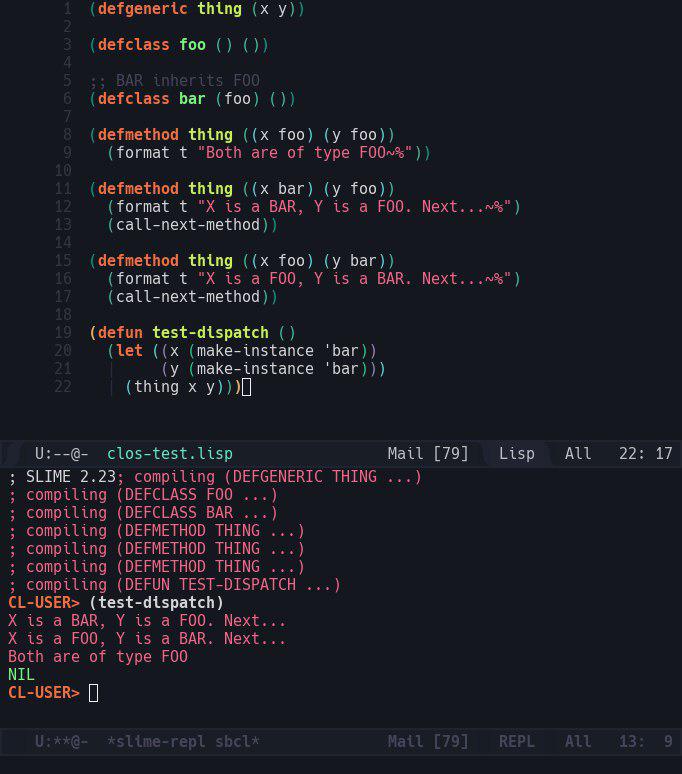 1 (defgeneric thing (x y))
2
3 (defclass foo () ())
4
5 ;; BAR inherits FOO
6 (defclass bar (foo) ())
7
8 (defmethod thing ((x foo) (y foo))
9   (format t "Both are of type FOO~%"))
10
11 (defmethod thing ((x bar) (y foo))
12   (format t "X is a BAR, Y is a FOO. Next...~%")
13   (call-next-method))
14
15 (defmethod thing ((x foo) (y bar))
16   (format t "X is a FOO, Y is a BAR. Next...~%")
17   (call-next-method))
18
19 (defun test-dispatch ()
20   (let ((x (make-instance 'bar))
21         (y (make-instance 'bar)))
22     (thing x y)))
U:--@- clos-test.lisp Mail [79] Lisp All 22: 17
; SLIME 2.23; compiling (DEFGENERIC THING ...)
; compiling (DEFCLASS FOO ...)
; compiling (DEFCLASS BAR ...)
; compiling (DEFMETHOD THING ...)
; compiling (DEFMETHOD THING ...)
; compiling (DEFMETHOD THING ...)
; compiling (DEFUN TEST-DISPATCH ...)
CL-USER> (test-dispatch)
X is a BAR, Y is a FOO. Next...
X is a FOO, Y is a BAR. Next...
Both are of type FOO
NIL
CL-USER>
U:**@- *slime-repl sbcl* Mail [79] REPL All 13: 9